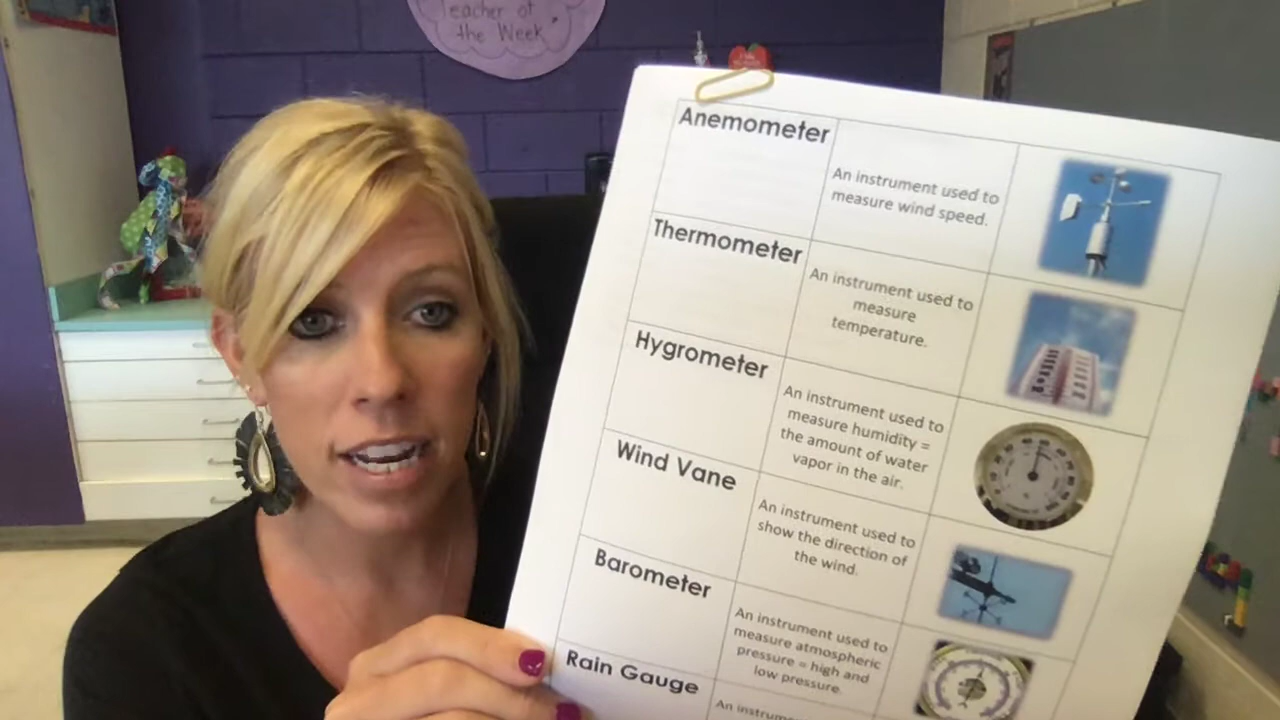 Teacher of
the Week
Anemometer
An instrument used to
measure wind speed.
Thermometer
An instrument used to
measure
temperature.
Hygrometer
An instrument used to
measure humidity =
the amount of water
vapor in the air.
Wind Vane
An instrument used to
show the direction of
the wind.
Barometer
An instrument used to
measure atmospheric
pressure = high and
low pressure.
Rain Gauge
An